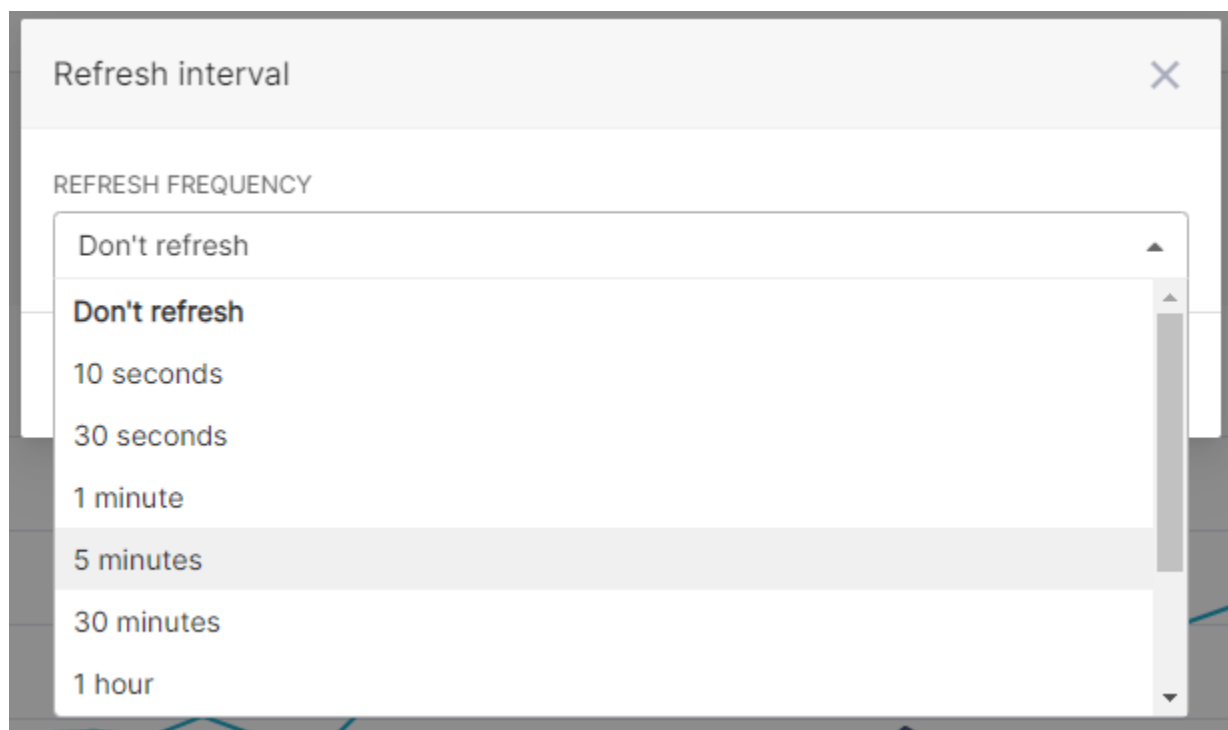 Refresh interval
REFRESH FREQUENCY
Don't refresh
Don't refresh
10 seconds
30 seconds
1 minute
5 minutes
30 minutes
1 hour